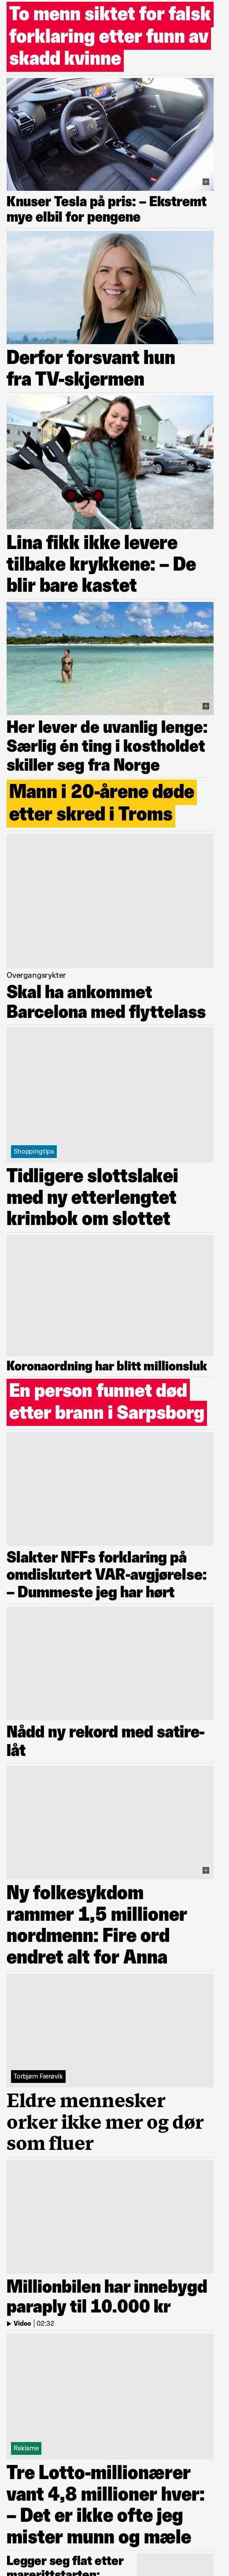 To menn siktet for falsk
forklaring etter funn av
skadd kvinne
Knuser Tesla på pris: – Ekstremt
mye elbil for pengene
Derfor forsvant hun
fra TV-skjermen
Lina fikk ikke levere
tilbake krykkene: – De
blir bare kastet
Her lever de uvanlig lenge:
Særlig én ting i kostholdet
skiller seg fra Norge
Mann i 20-årene døde
etter skred i Troms
Overgangsrykter
Skal ha ankommet
Barcelona med flyttelass
Shoppingtips
Tidligere slottslakei
med ny etterlengtet
krimbok om slottet
Koronaordning har blitt millionsluk
En person funnet død
etter brann i Sarpsborg
Slakter NFFs forklaring på
omdiskutert VAR-avgjørelse:
– Dummeste jeg har hørt
Nådd ny rekord med satire-
låt
Ny folkesykdom
rammer 1,5 millioner
nordmenn: Fire ord
endret alt for Anna
Torbjørn Færøvik
Eldre mennesker
orker ikke mer og dør
som fluer
Millionbilen har innebygd
paraply til 10.000 kr
Video | 02:32
Reklame
Tre Lotto-millionærer
vant 4,8 millioner hver:
– Det er ikke ofte jeg
mister munn og mæle
Legger seg flat etter
marerittstarten: